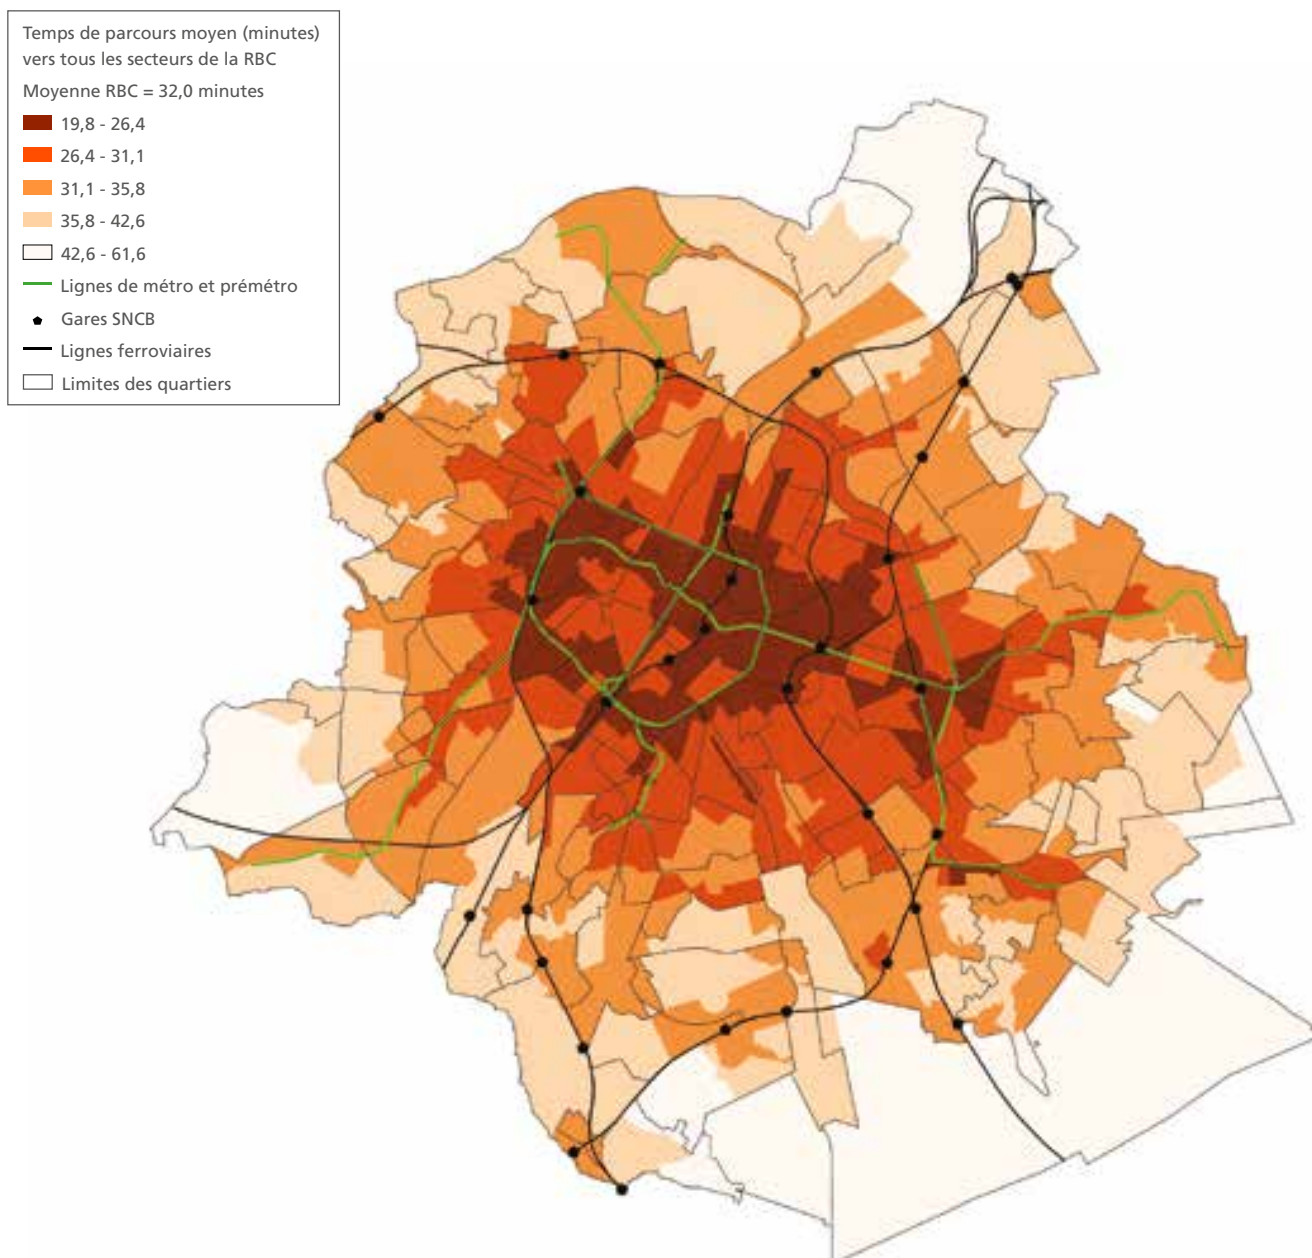 Temps de parcours moyen (minutes)
vers tous les secteurs de la RBC
Moyenne RBC = 32,0 minutes
19,8 - 26,4
26,4 - 31,1
31,1 - 35,8
35,8 - 42,6
42,6 - 61,6
Lignes de métro et prémétro
Gares SNCB
Lignes ferroviaires
Limites des quartiers